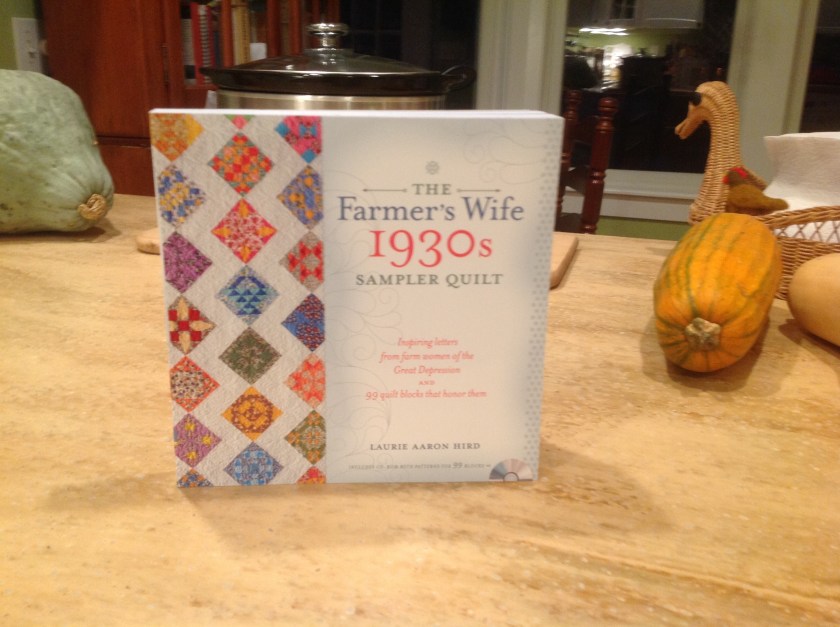 THE
Farmer's Wife
1930s
SAMPLER QUILT
Inspiring letters
from farm women of the
Great Depression
AND
99 quilt blocks that honor them
LAURIE AARON HIRD
99